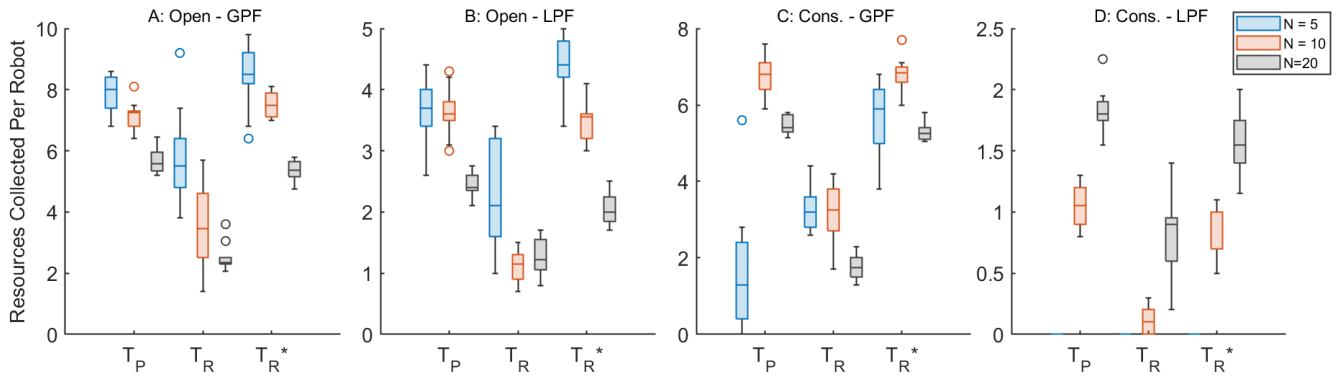 A: Open - GPF
B: Open - LPF
C: Cons. - GPF
D: Cons. - LPF
Resources Collected Per Robot
10
8
6
4
2
0
T_P
T_R
T_R*
5
4
3
2
1
0
T_P
T_R
T_R*
8
6
4
2
0
T_P
T_R
T_R*
2.5
2
1.5
1
0.5
0
T_P
T_R
T_R*
N = 5
N = 10
N=20